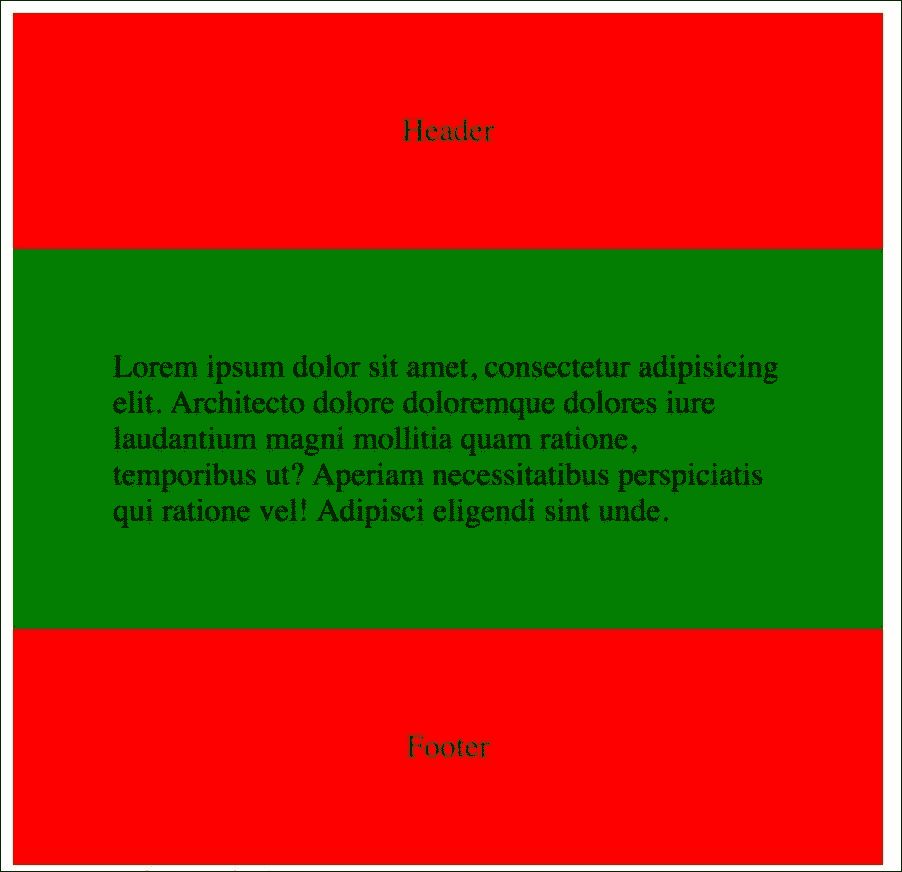 Header
Lorem ipsum dolor sit amet, consectetur adipisicing
elit. Architecto dolore doloremque dolores iure
laudantium magni mollitia quam ratione,
temporibus ut? Aperiam necessitatibus perspiciatis
qui ratione vel! Adipisci eligendi sint unde.
Footer